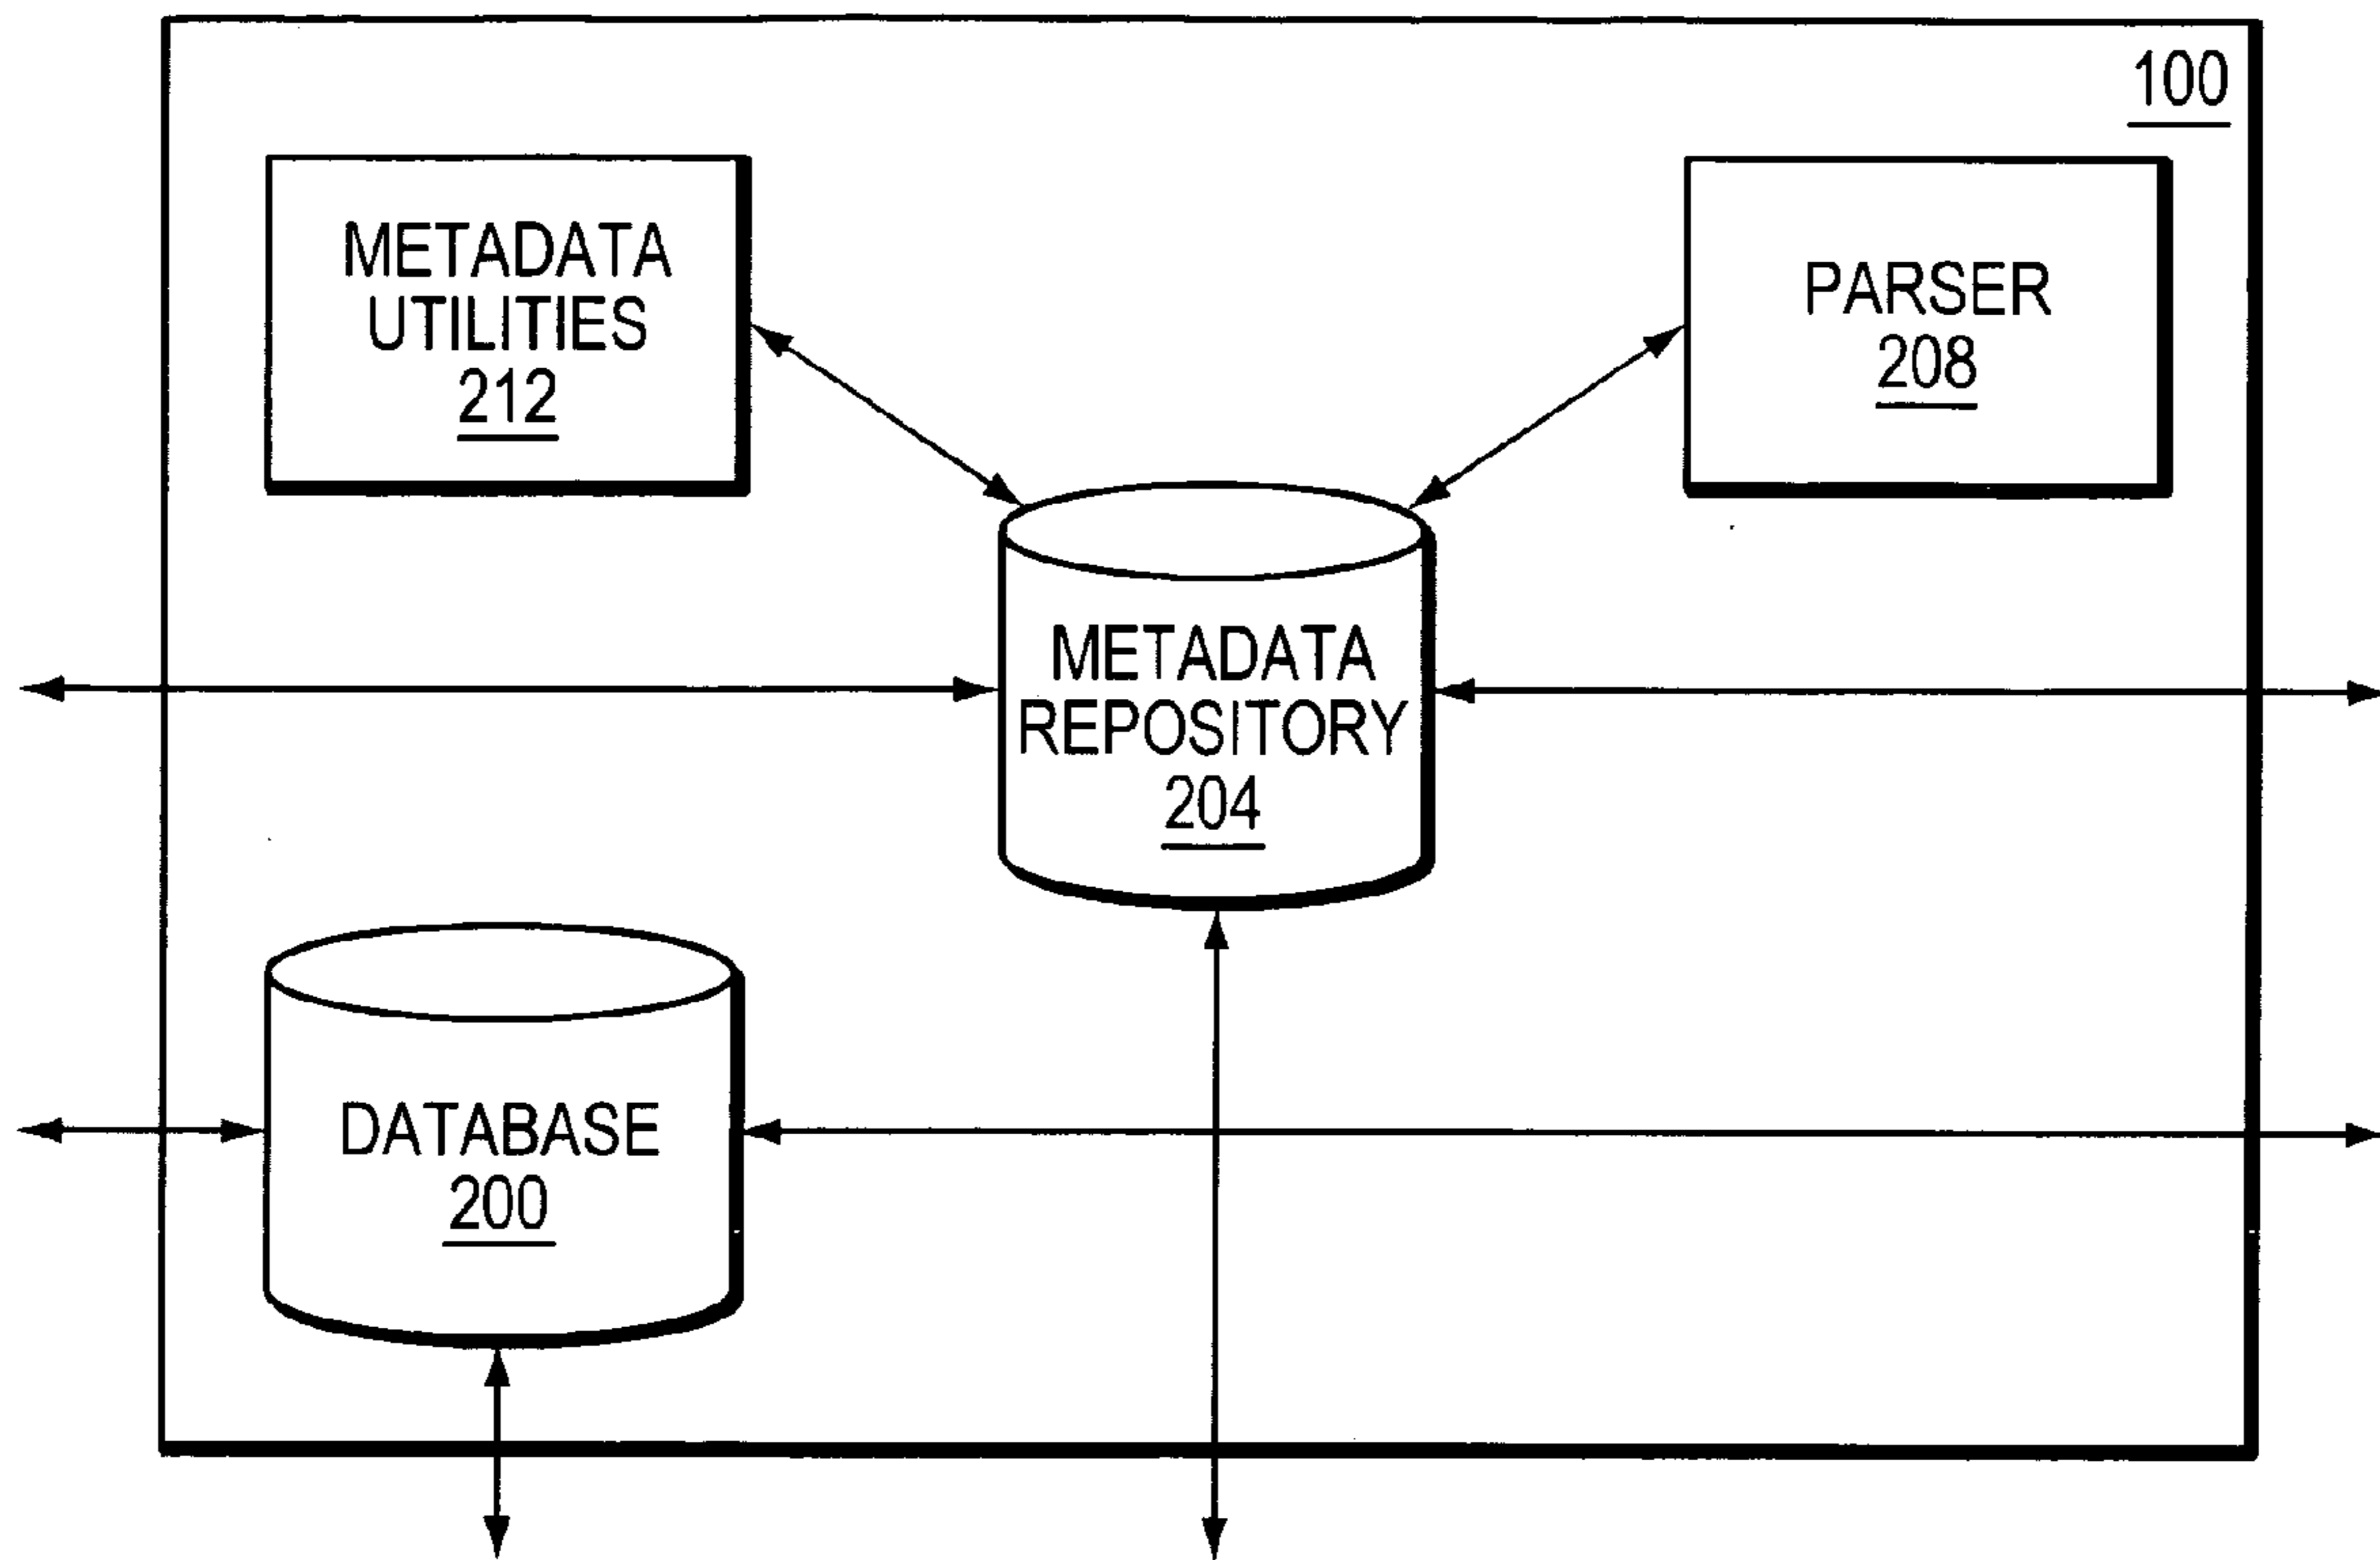 100
METADATA
UTILITIES
212
PARSER
208
METADATA
REPOSITORY
204
DATABASE
200